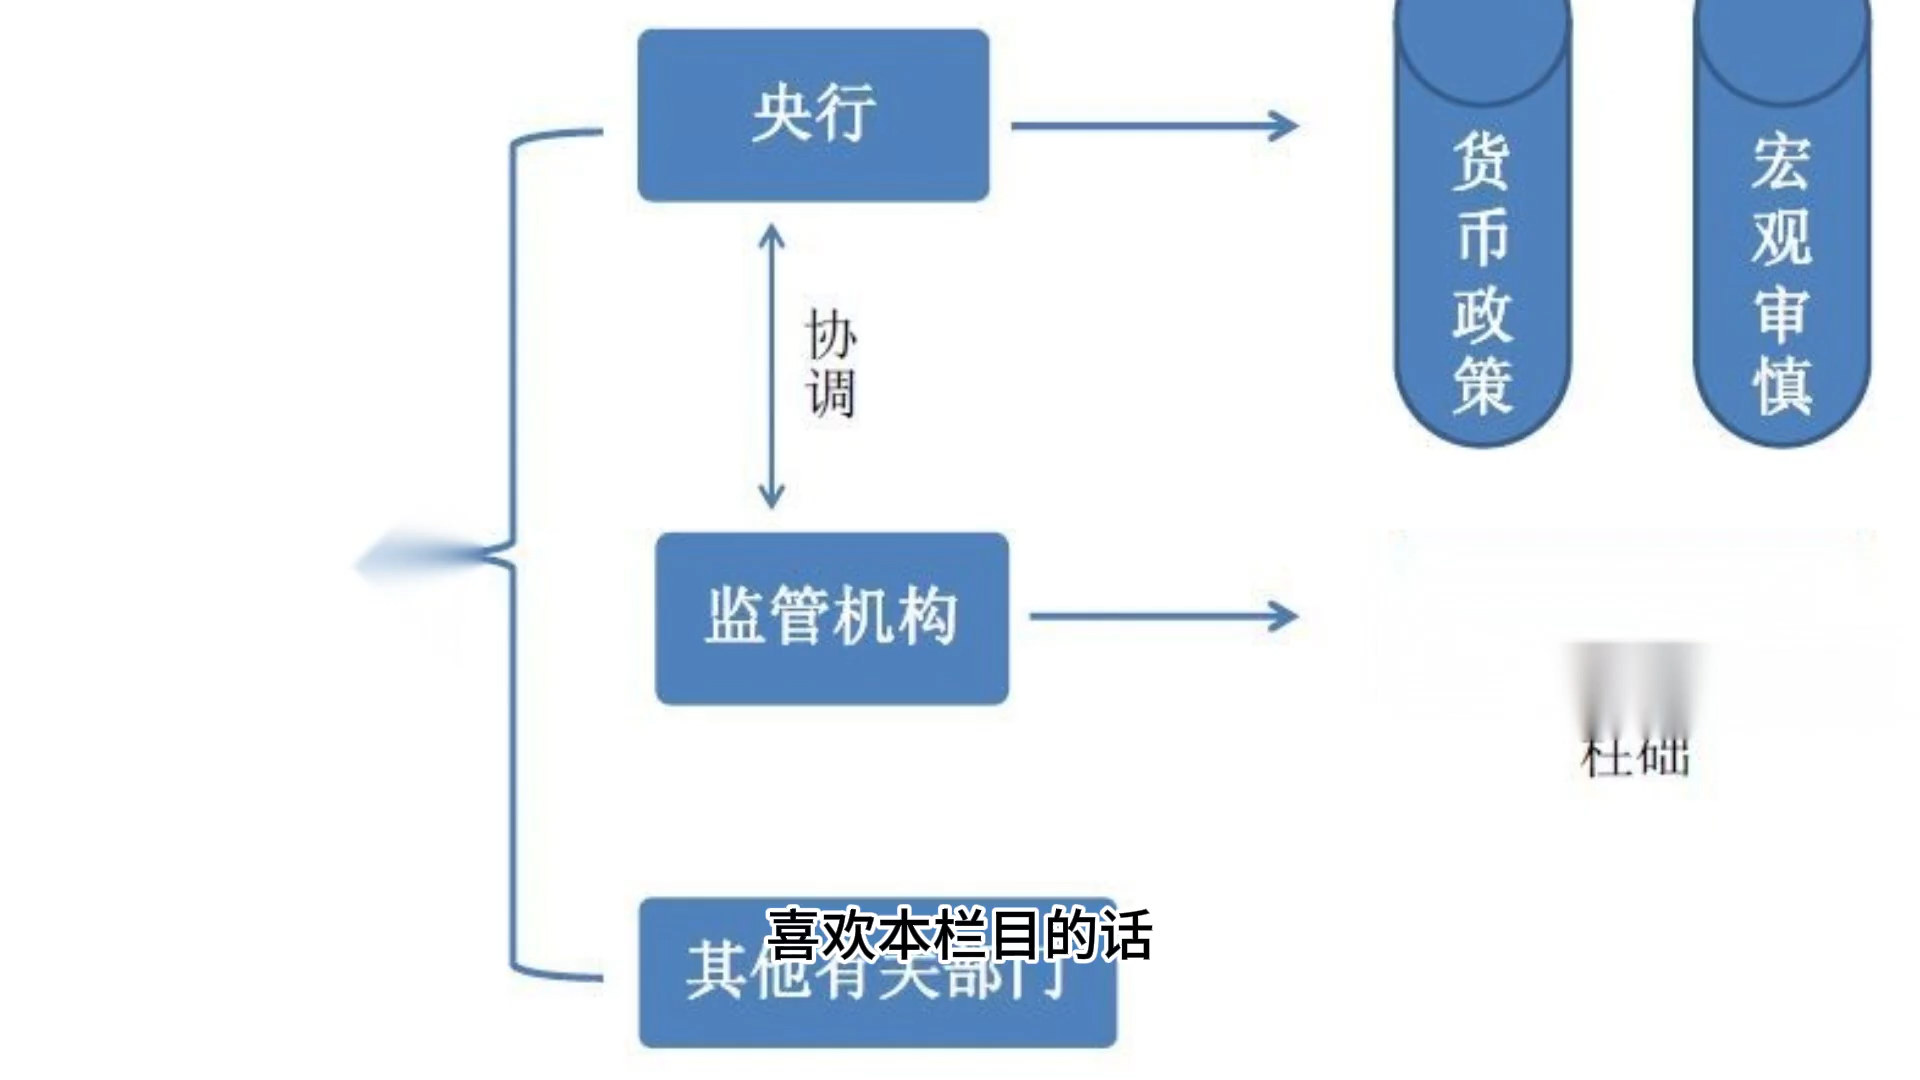 央行
货币政策
宏观审慎
协调
监管机构
其他有关部门
喜欢本栏目的话